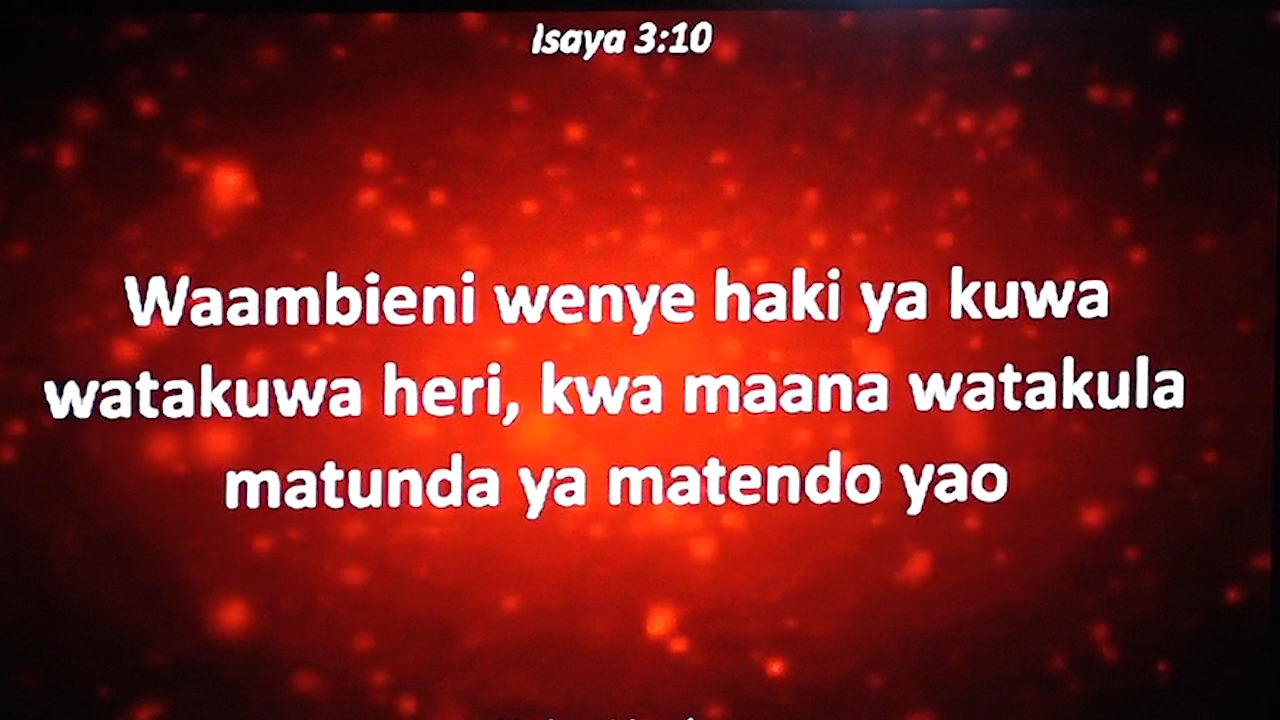 Isaya 3:10
Waambieni wenye haki ya kuwa
watakuwa heri, kwa maana watakula
matunda ya matendo yao